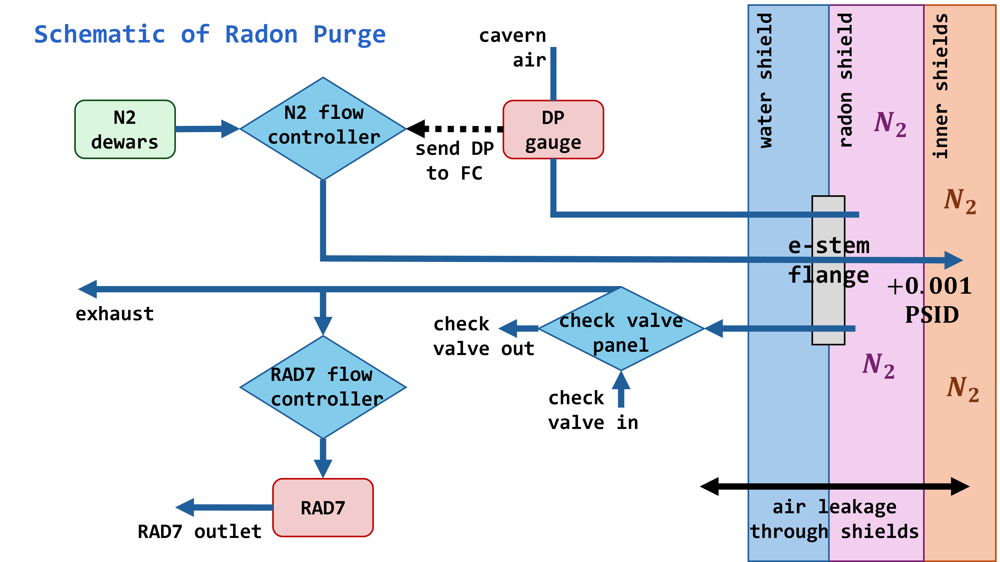 Schematic of Radon Purge
cavern
air
N2
dewars
N2 flow
controller
send DP
to FC
DP
gauge
water shield
radon shield
inner shields
N2
N2
e-stem
flange
+0.001
PSID
exhaust
check
valve out
check valve
panel
check
valve in
N2
N2
RAD7 flow
controller
RAD7
RAD7 outlet
air leakage
through shields